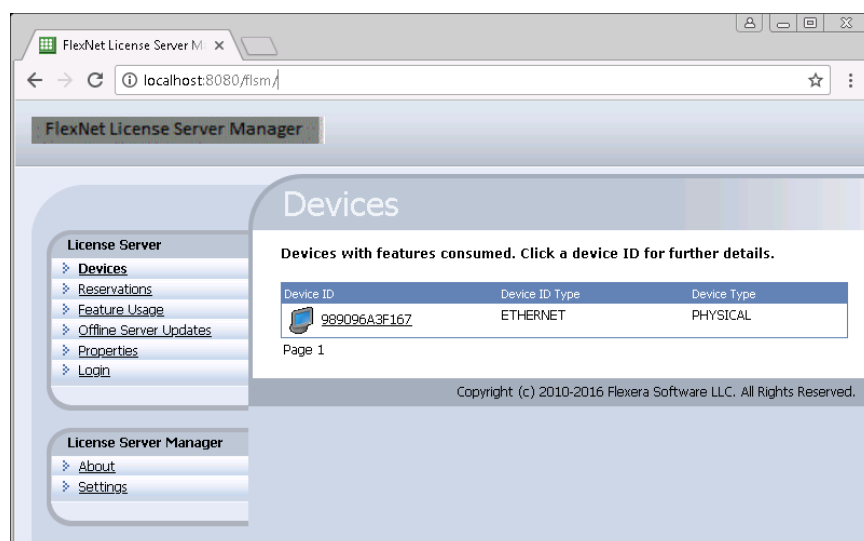 FlexNet License Server M
localhost:8080/flsm/
FlexNet License Server Manager
Devices
License Server
Devices
Reservations
Feature Usage
Offline Server Updates
Properties
Login
Devices with features consumed. Click a device ID for further details.
Device ID Device ID Type Device Type
989096A3F167 ETHERNET PHYSICAL
Page 1
Copyright (c) 2010-2016 Flexera Software LLC. All Rights Reserved.
License Server Manager
About
Settings